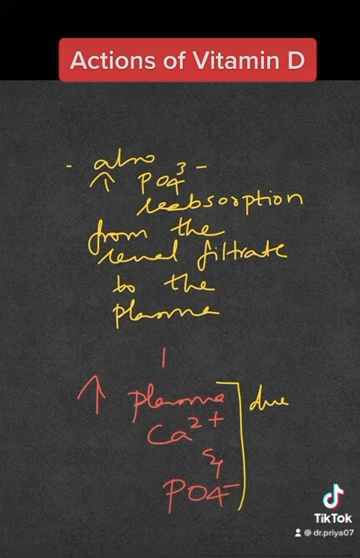 Actions of Vitamin D
- also
↑ PO4 3-
reabsorption
from the
renal filtrate
to the
plasma
↑ plasma
Ca2+
&
PO4-
due
TikTok
@ dr.priya07